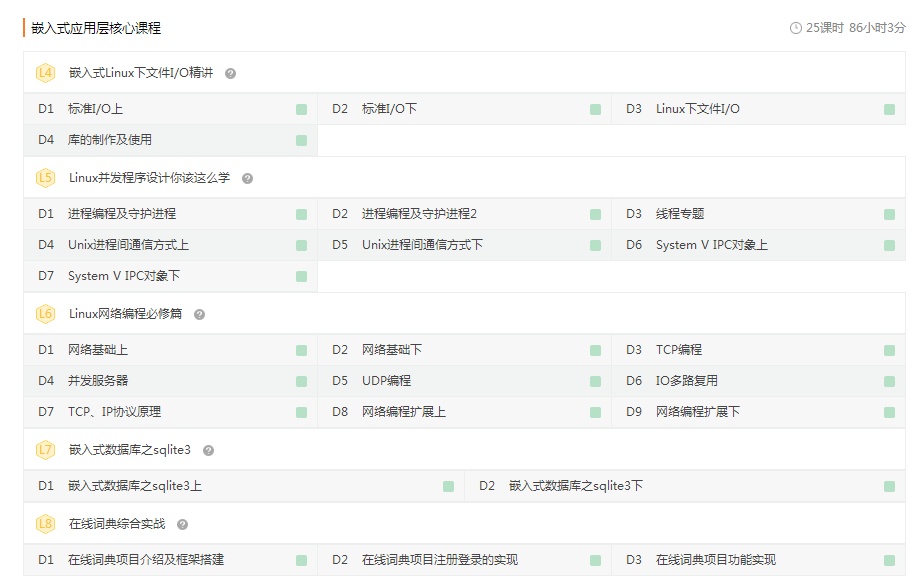 嵌入式应用层核心课程 25课时 86小时3分
L4 嵌入式Linux下文件I/O精讲 ?
D1 标准I/O上 D2 标准I/O下 D3 Linux下文件I/O
D4 库的制作及使用
L5 Linux并发程序设计你该这么学 ?
D1 进程编程及守护进程 D2 进程编程及守护进程2 D3 线程专题
D4 Unix进程间通信方式上 D5 Unix进程间通信方式下 D6 System V IPC对象上
D7 System V IPC对象下
L6 Linux网络编程必修篇 ?
D1 网络基础上 D2 网络基础下 D3 TCP编程
D4 并发服务器 D5 UDP编程 D6 IO多路复用
D7 TCP、IP协议原理 D8 网络编程扩展上 D9 网络编程扩展下
L7 嵌入式数据库之sqlite3 ?
D1 嵌入式数据库之sqlite3上 D2 嵌入式数据库之sqlite3下
L8 在线词典综合实战 ?
D1 在线词典项目介绍及框架搭建 D2 在线词典项目注册登录的实现 D3 在线词典项目功能实现